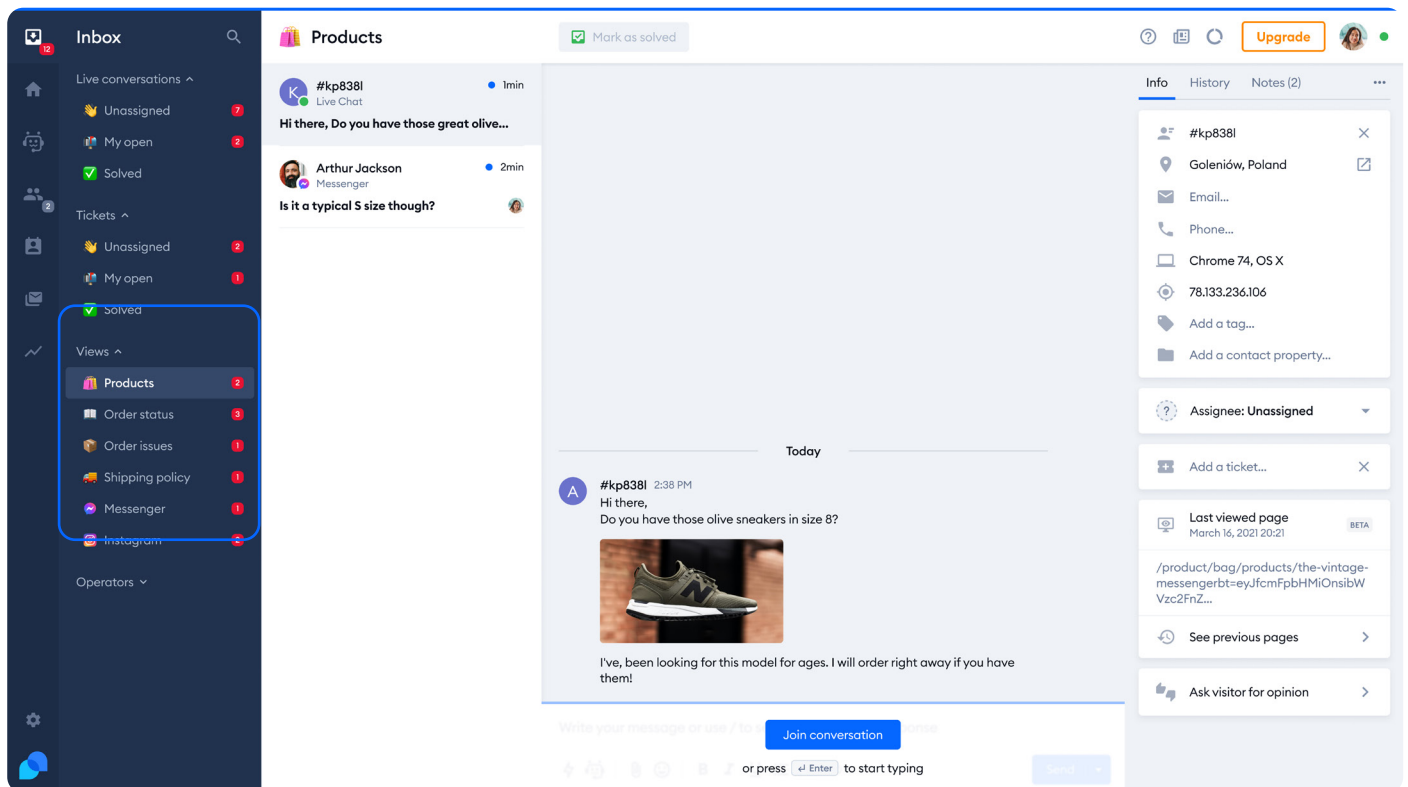 12
Inbox
Live conversations
Unassigned 7
My open 2
Solved
Tickets
Unassigned 2
My open 1
Solved
Views
Products 2
Order status 3
Order issues 1
Shipping policy 1
Messenger 1
Instagram 2
Operators
2
Products
Mark as solved
Upgrade
K
#kp838l
1min
Live Chat
Hi there, Do you have those great olive...
Arthur Jackson
2min
Messenger
Is it a typical S size though?
Today
A
#kp838l 2:38 PM
Hi there,
Do you have those olive sneakers in size 8?
N
I've, been looking for this model for ages. I will order right away if you have
them!
Write your message or use / to
Join conversation
or press Enter to start typing
Send
Info History Notes (2)
#kp838l
Goleniów, Poland
Email...
Phone...
Chrome 74, OS X
78.133.236.106
Add a tag...
Add a contact property...
? Assignee: Unassigned
Add a ticket...
Last viewed page
BETA
March 16, 2021 20:21
/product/bag/products/the-vintage-
messengerbt=eyJfcmFpbHMiOnsibW
Vzc2FnZ...
See previous pages
Ask visitor for opinion